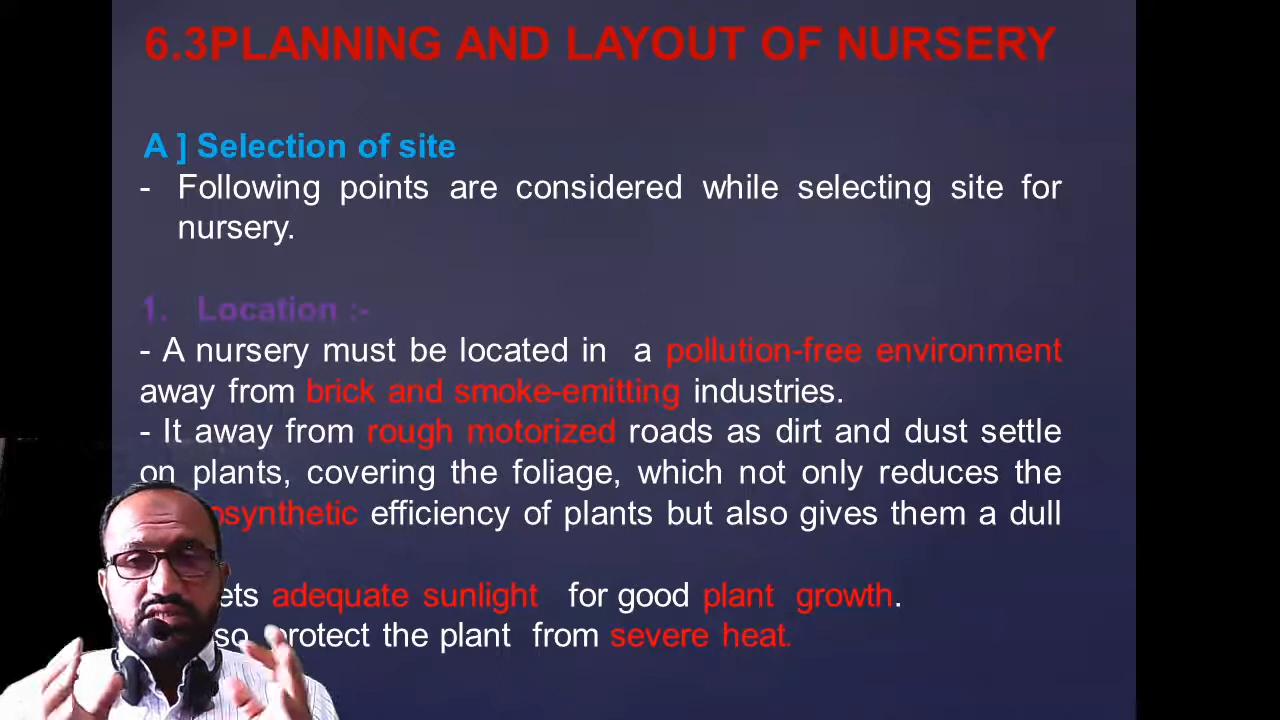 6.3PLANNING AND LAYOUT OF NURSERY
A ] Selection of site
- Following points are considered while selecting site for
nursery.
1. Location :-
- A nursery must be located in a pollution-free environment
away from brick and smoke-emitting industries.
- It away from rough motorized roads as dirt and dust settle
on plants, covering the foliage, which not only reduces the
efficiency of plants but also gives them a dull
adequate sunlight for good plant growth.
protect the plant from severe heat.